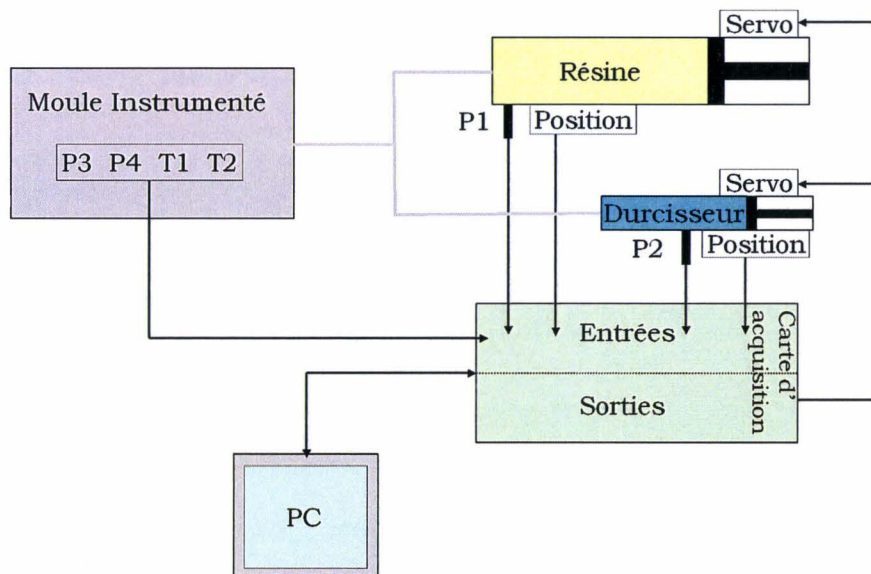 Servo
Résine
Moule Instrumenté
P1
Position
P3 P4 T1 T2
Servo
Durcisseur
P2
Position
Entrées
Carte d'
acquisition
Sorties
PC